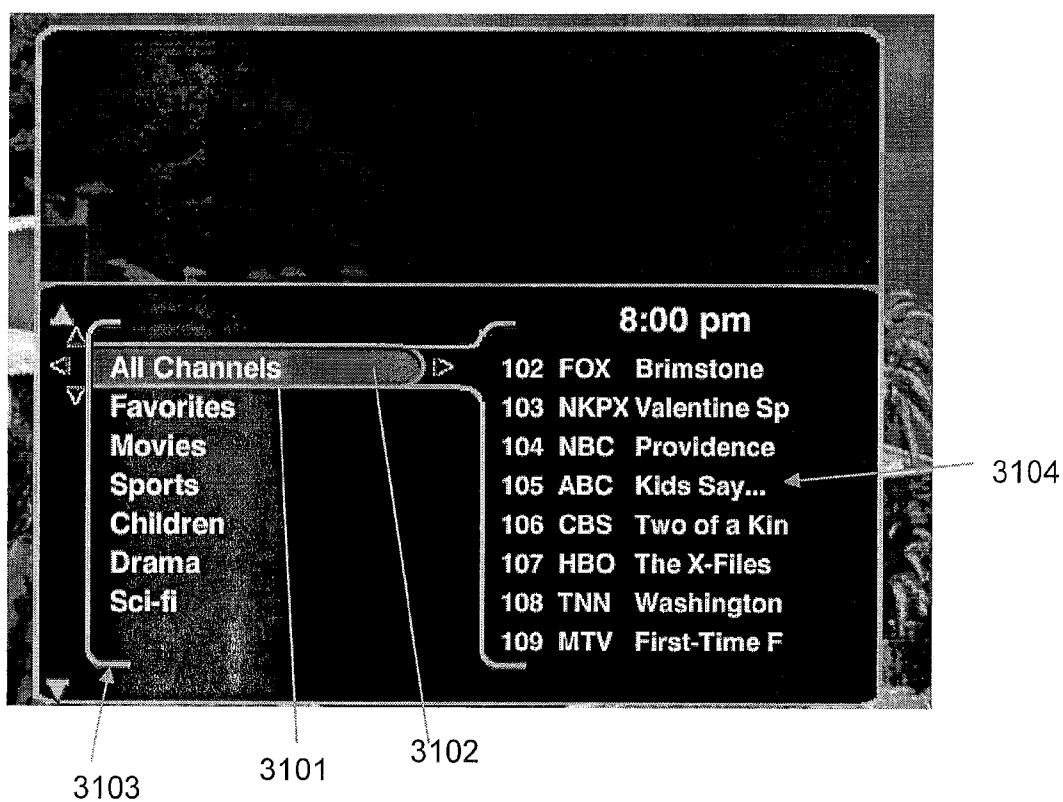 8:00 pm
All Channels
Favorites
Movies
Sports
Children
Drama
Sci-fi
102 FOX Brimstone
103 NKPX Valentine Sp
104 NBC Providence
105 ABC Kids Say...
106 CBS Two of a Kin
107 HBO The X-Files
108 TNN Washington
109 MTV First-Time F
3104
3103
3101
3102